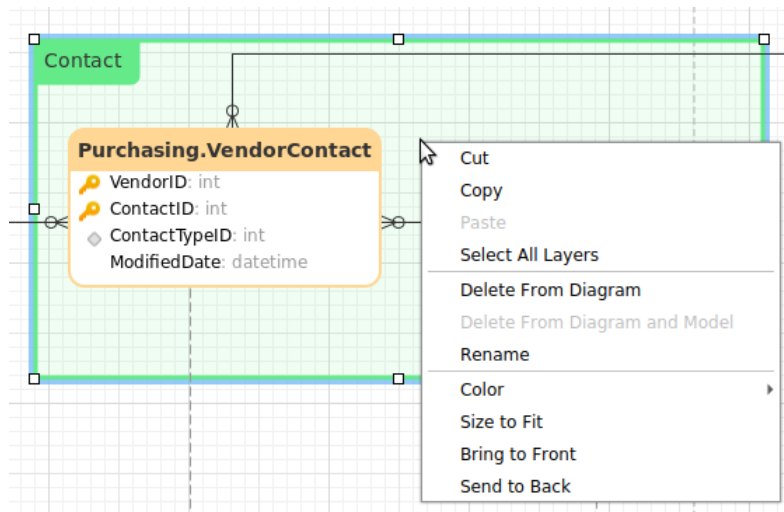 Contact
Purchasing.VendorContact
VendorID: int
ContactID: int
ContactTypeID: int
ModifiedDate: datetime
Cut
Copy
Paste
Select All Layers
Delete From Diagram
Delete From Diagram and Model
Rename
Color
Size to Fit
Bring to Front
Send to Back